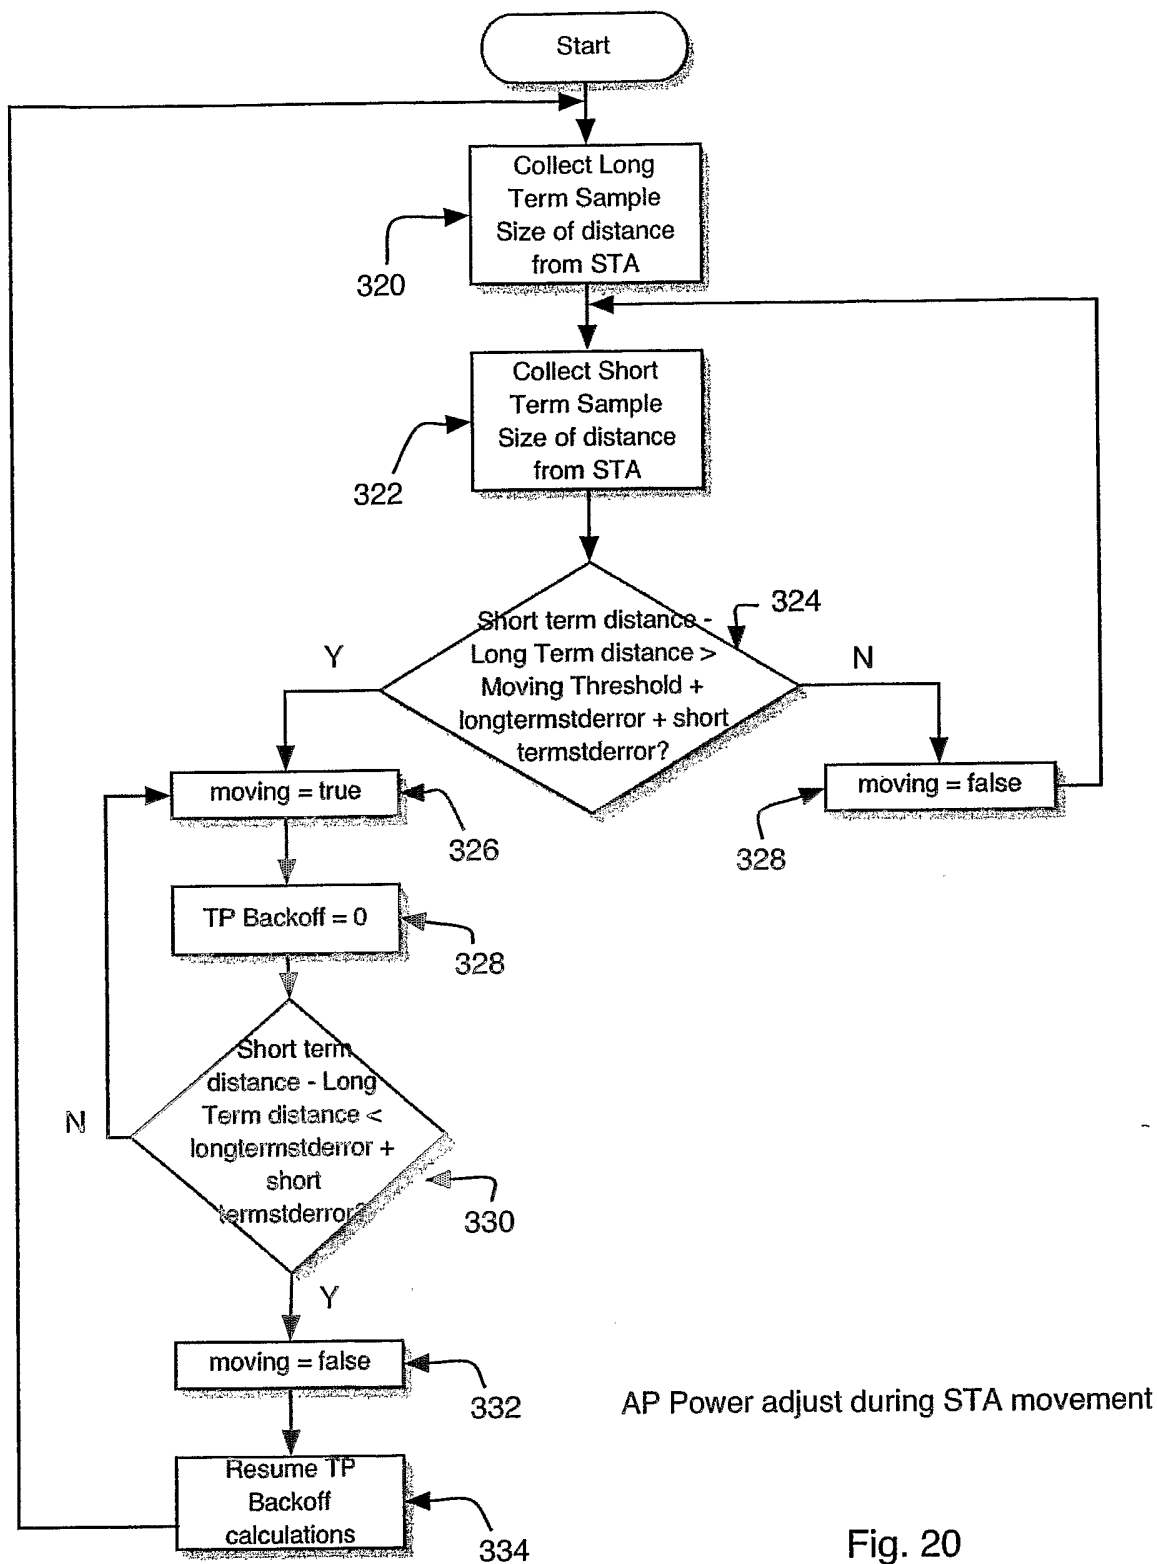 Start
Collect Long
Term Sample
Size of distance
from STA
320
Collect Short
Term Sample
Size of distance
from STA
322
324
Short term distance -
Long Term distance >
Moving Threshold +
longtermstderror + short
termstderror?
Y
N
moving = true
326
moving = false
328
TP Backoff = 0
328
Short term
distance - Long
Term distance <
longtermstderror +
short
termstderror?
N
330
Y
moving = false
332
AP Power adjust during STA movement
Resume TP
Backoff
calculations
334
Fig. 20